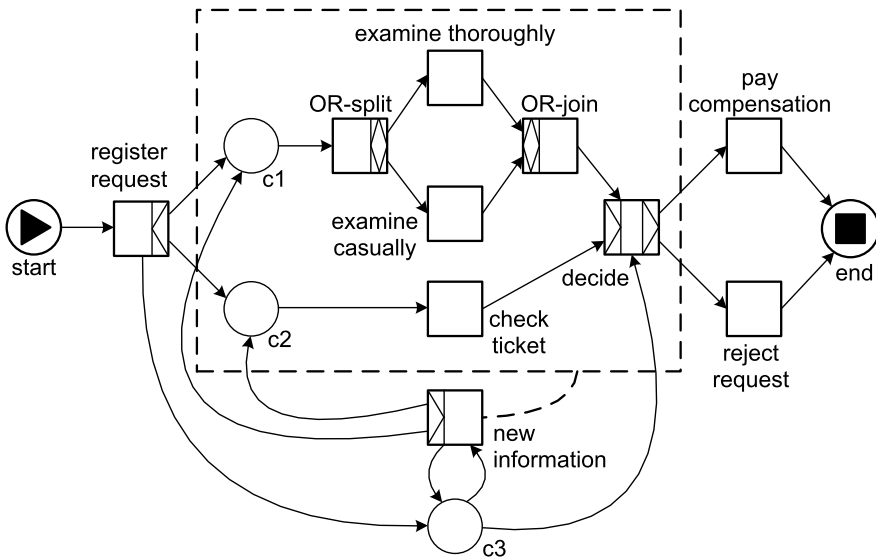 examine thoroughly
OR-split
OR-join
pay
compensation
register
request
c1
examine
casually
start
decide
end
c2
check
ticket
reject
request
new
information
c3